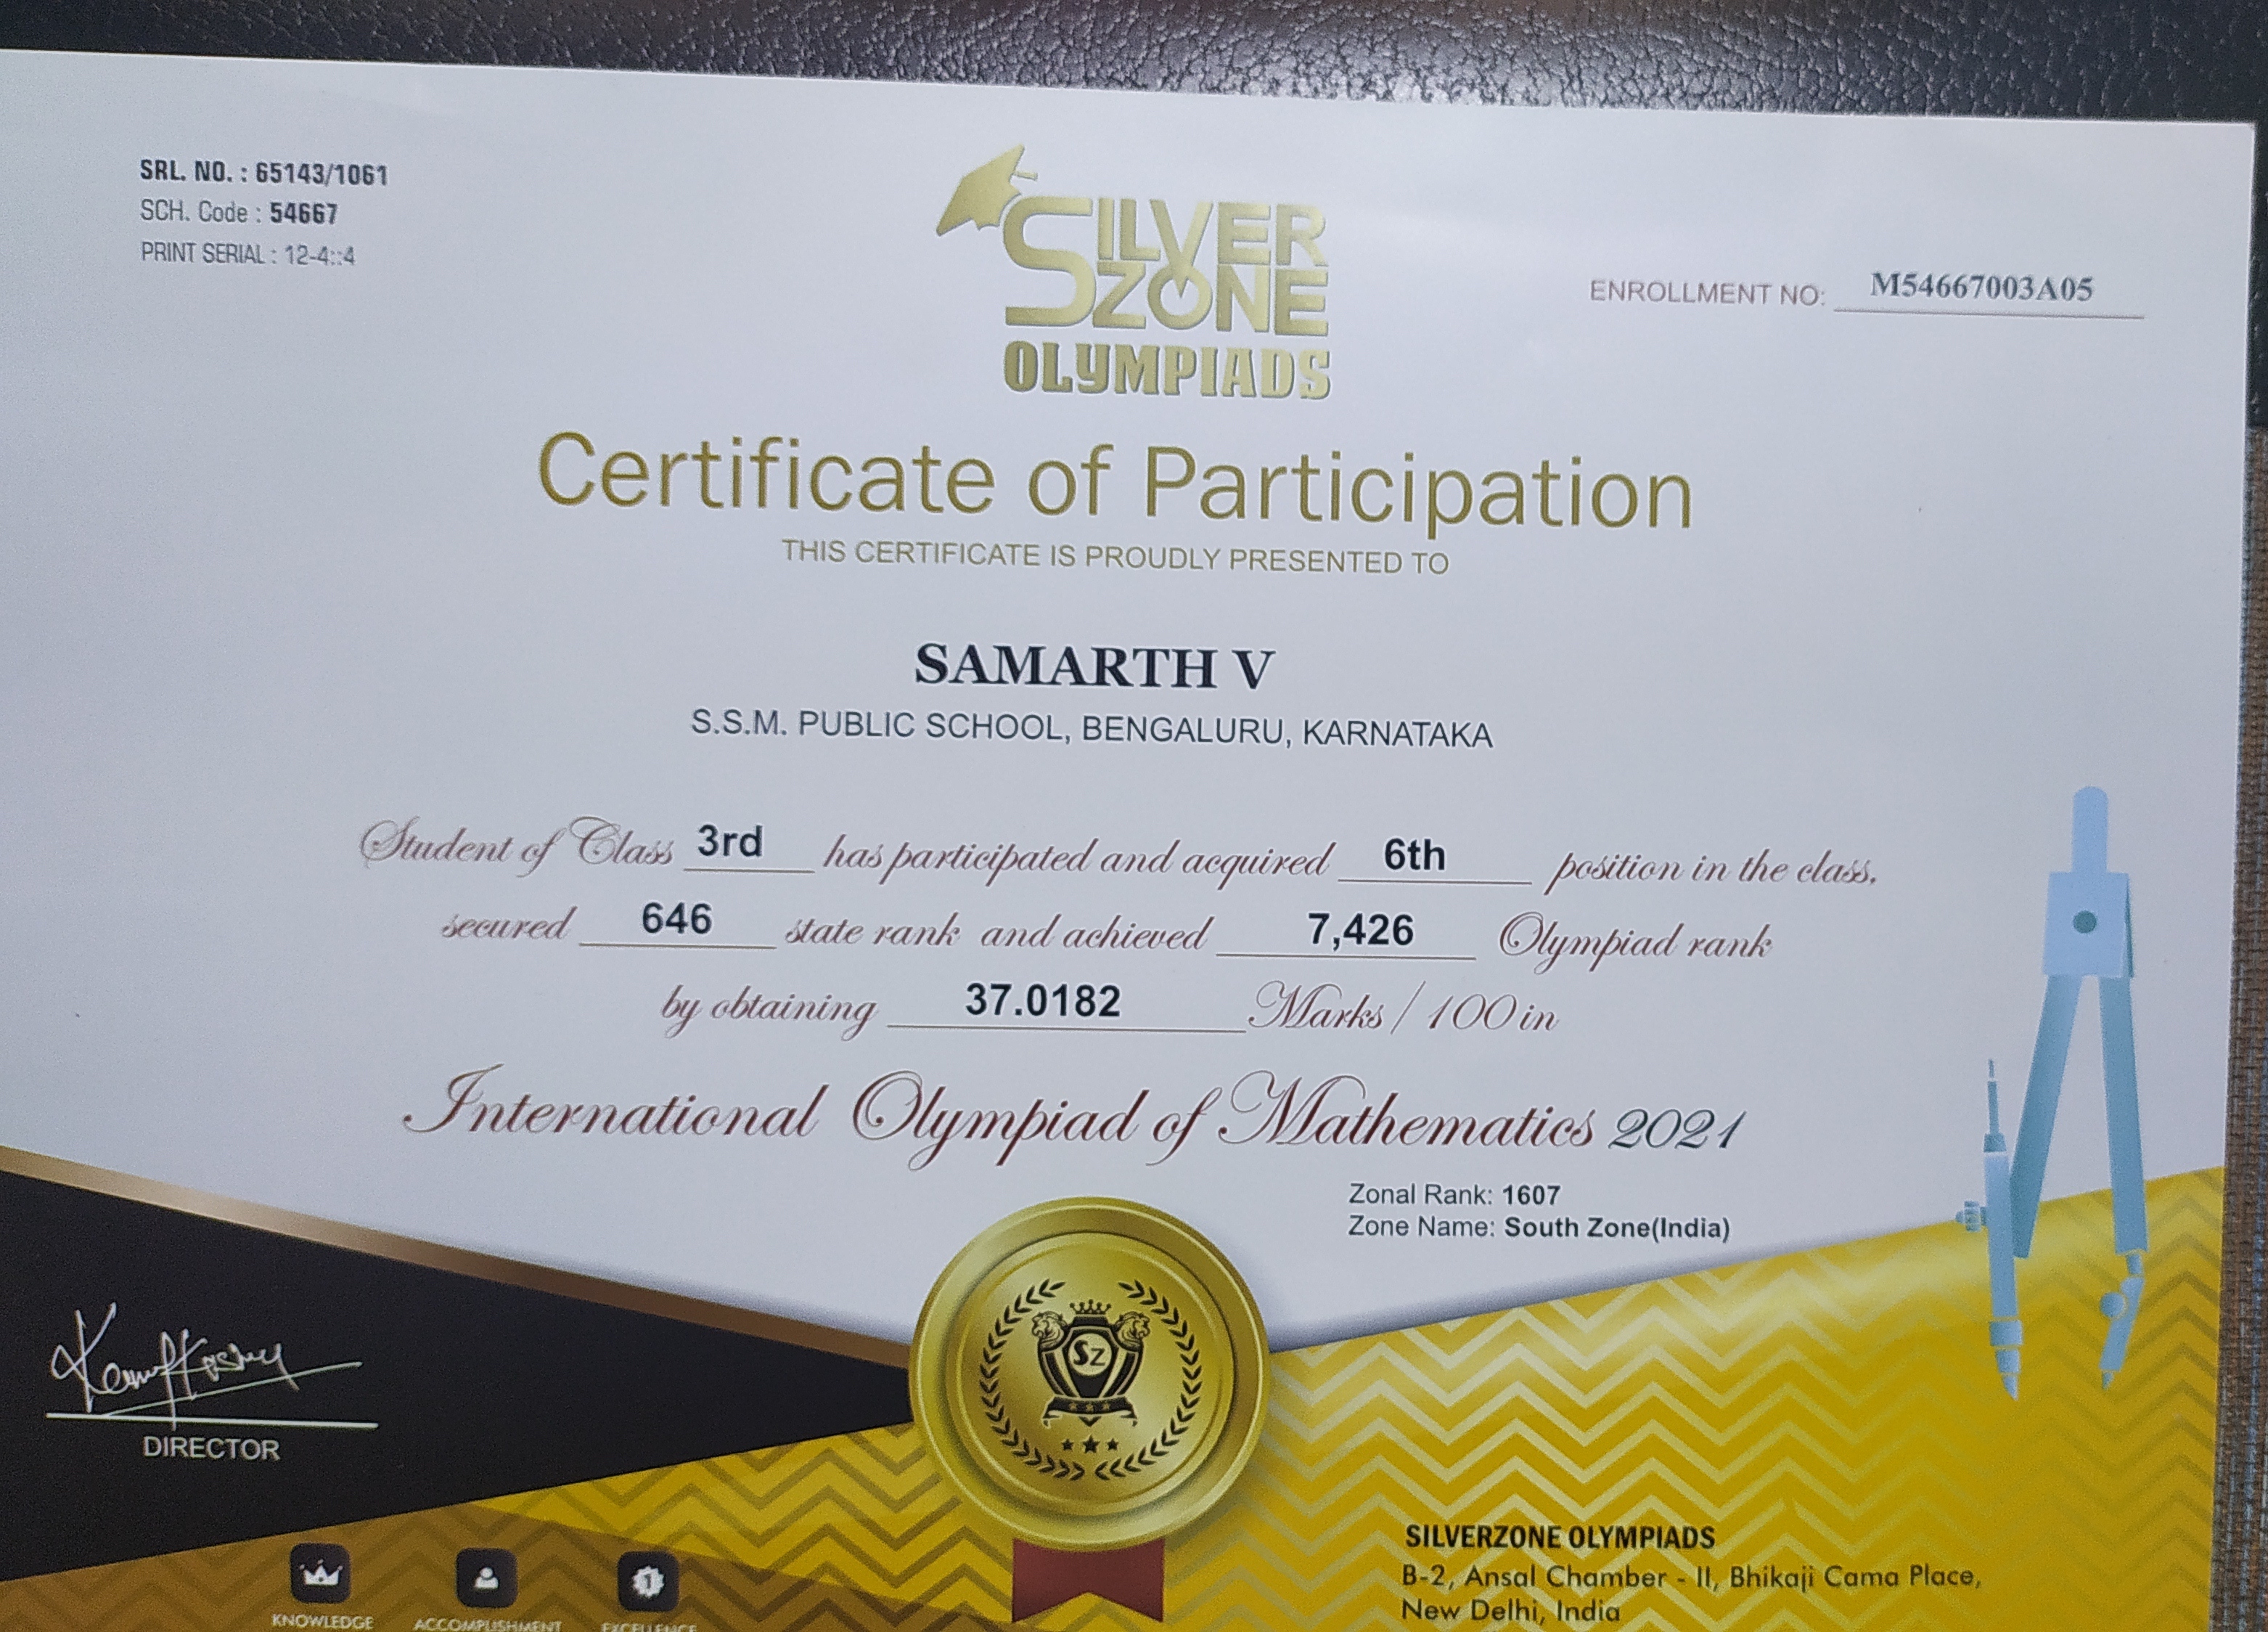 SRL. NO. : 65143/1061
SCH. Code : 54667
PRINT SERIAL : 12-4::4
SILVER
ZONE
OLYMPIADS
ENROLLMENT NO: M54667003A05
Certificate of Participation
THIS CERTIFICATE IS PROUDLY PRESENTED TO
SAMARTH V
S.S.M. PUBLIC SCHOOL, BENGALURU, KARNATAKA
Student of Class 3rd has participated and acquired 6th position in the class.
secured 646 state rank and achieved 7,426 Olympiad rank
by obtaining 37.0182 Marks / 100 in
International Olympiad of Mathematics 2021
Zonal Rank: 1607
Zone Name: South Zone(India)
SZ
DIRECTOR
KNOWLEDGE ACCOMPLISHMENT EXCELLENCE
1
SILVERZONE OLYMPIADS
B-2, Ansal Chamber - II, Bhikaji Cama Place,
New Delhi, India